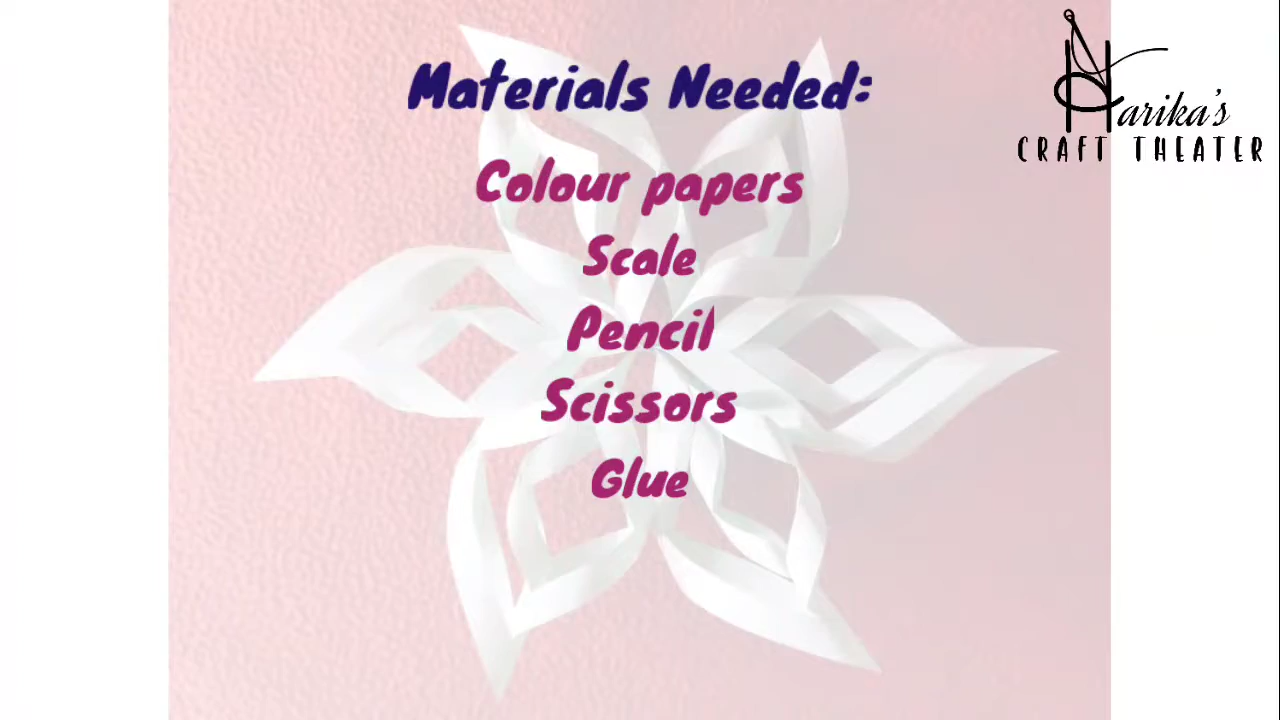 Materials Needed:
Colour papers
Scale
Pencil
Scissors
Glue
Harika's
CRAFT THEATER